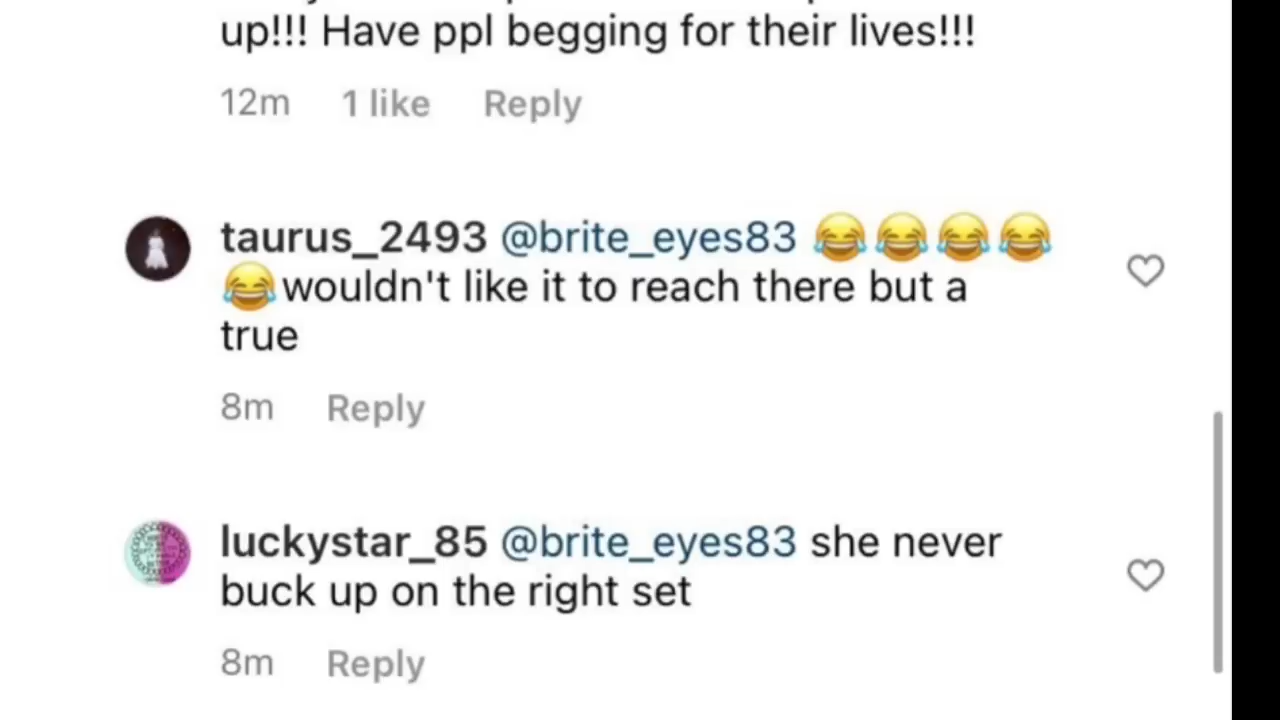 up!!! Have ppl begging for their lives!!!
12m 1 like Reply
taurus_2493 @brite_eyes83 😂😂😂😂
😂wouldn't like it to reach there but a
true
8m Reply
luckystar_85 @brite_eyes83 she never
buck up on the right set
8m Reply